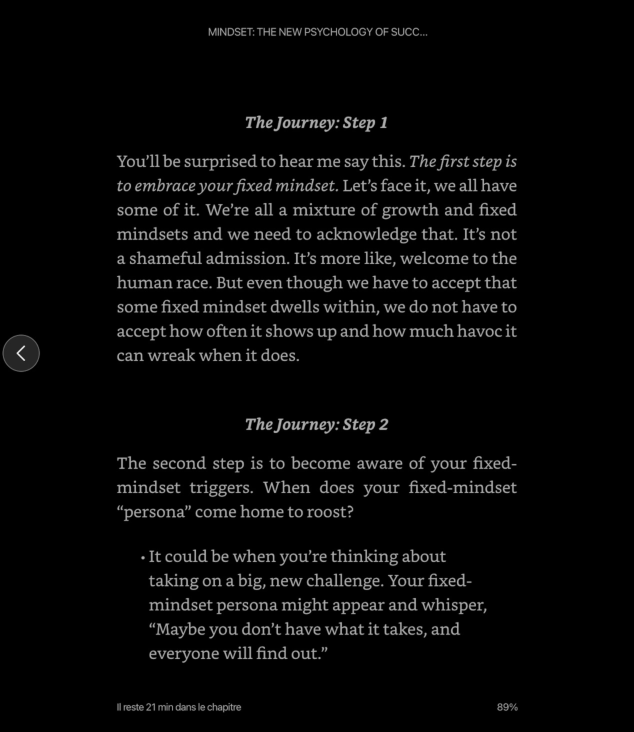 MINDSET: THE NEW PSYCHOLOGY OF SUCC...
The Journey: Step 1
You’ll be surprised to hear me say this. The first step is
to embrace your fixed mindset. Let’s face it, we all have
some of it. We’re all a mixture of growth and fixed
mindsets and we need to acknowledge that. It’s not
a shameful admission. It’s more like, welcome to the
human race. But even though we have to accept that
some fixed mindset dwells within, we do not have to
accept how often it shows up and how much havoc it
can wreak when it does.
The Journey: Step 2
The second step is to become aware of your fixed-
mindset triggers. When does your fixed-mindset
“persona” come home to roost?
• It could be when you’re thinking about
taking on a big, new challenge. Your fixed-
mindset persona might appear and whisper,
“Maybe you don’t have what it takes, and
everyone will find out.”
Il reste 21 min dans le chapitre
89%